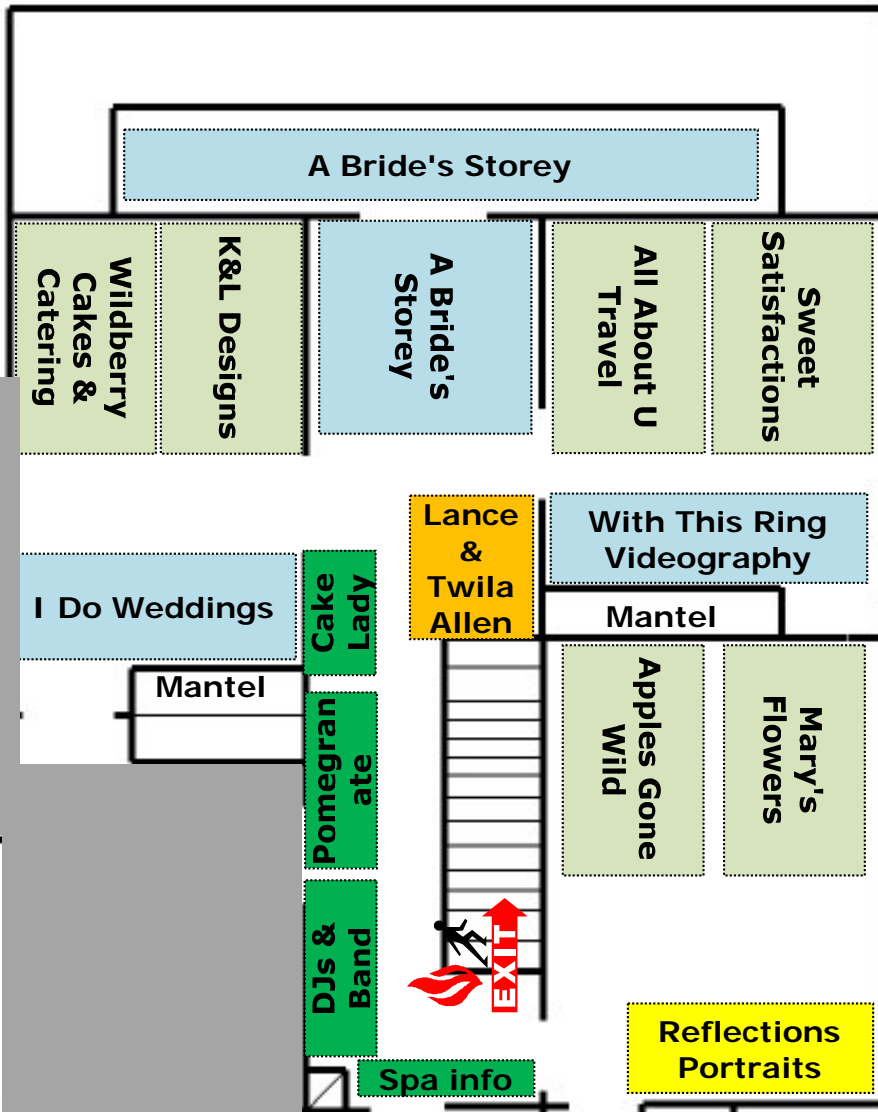 A Bride's Storey
Wildberry
Cakes &
Catering
K&L Designs
A Bride's
Storey
All About U
Travel
Sweet
Satisfactions
Lance
&
Twila
Allen
With This Ring
Videography
Mantel
I Do Weddings
Cake
Lady
Mantel
Pomegran
ate
Apples Gone
Wild
Mary's
Flowers
DJs &
Band
EXIT
Reflections
Portraits
Spa info